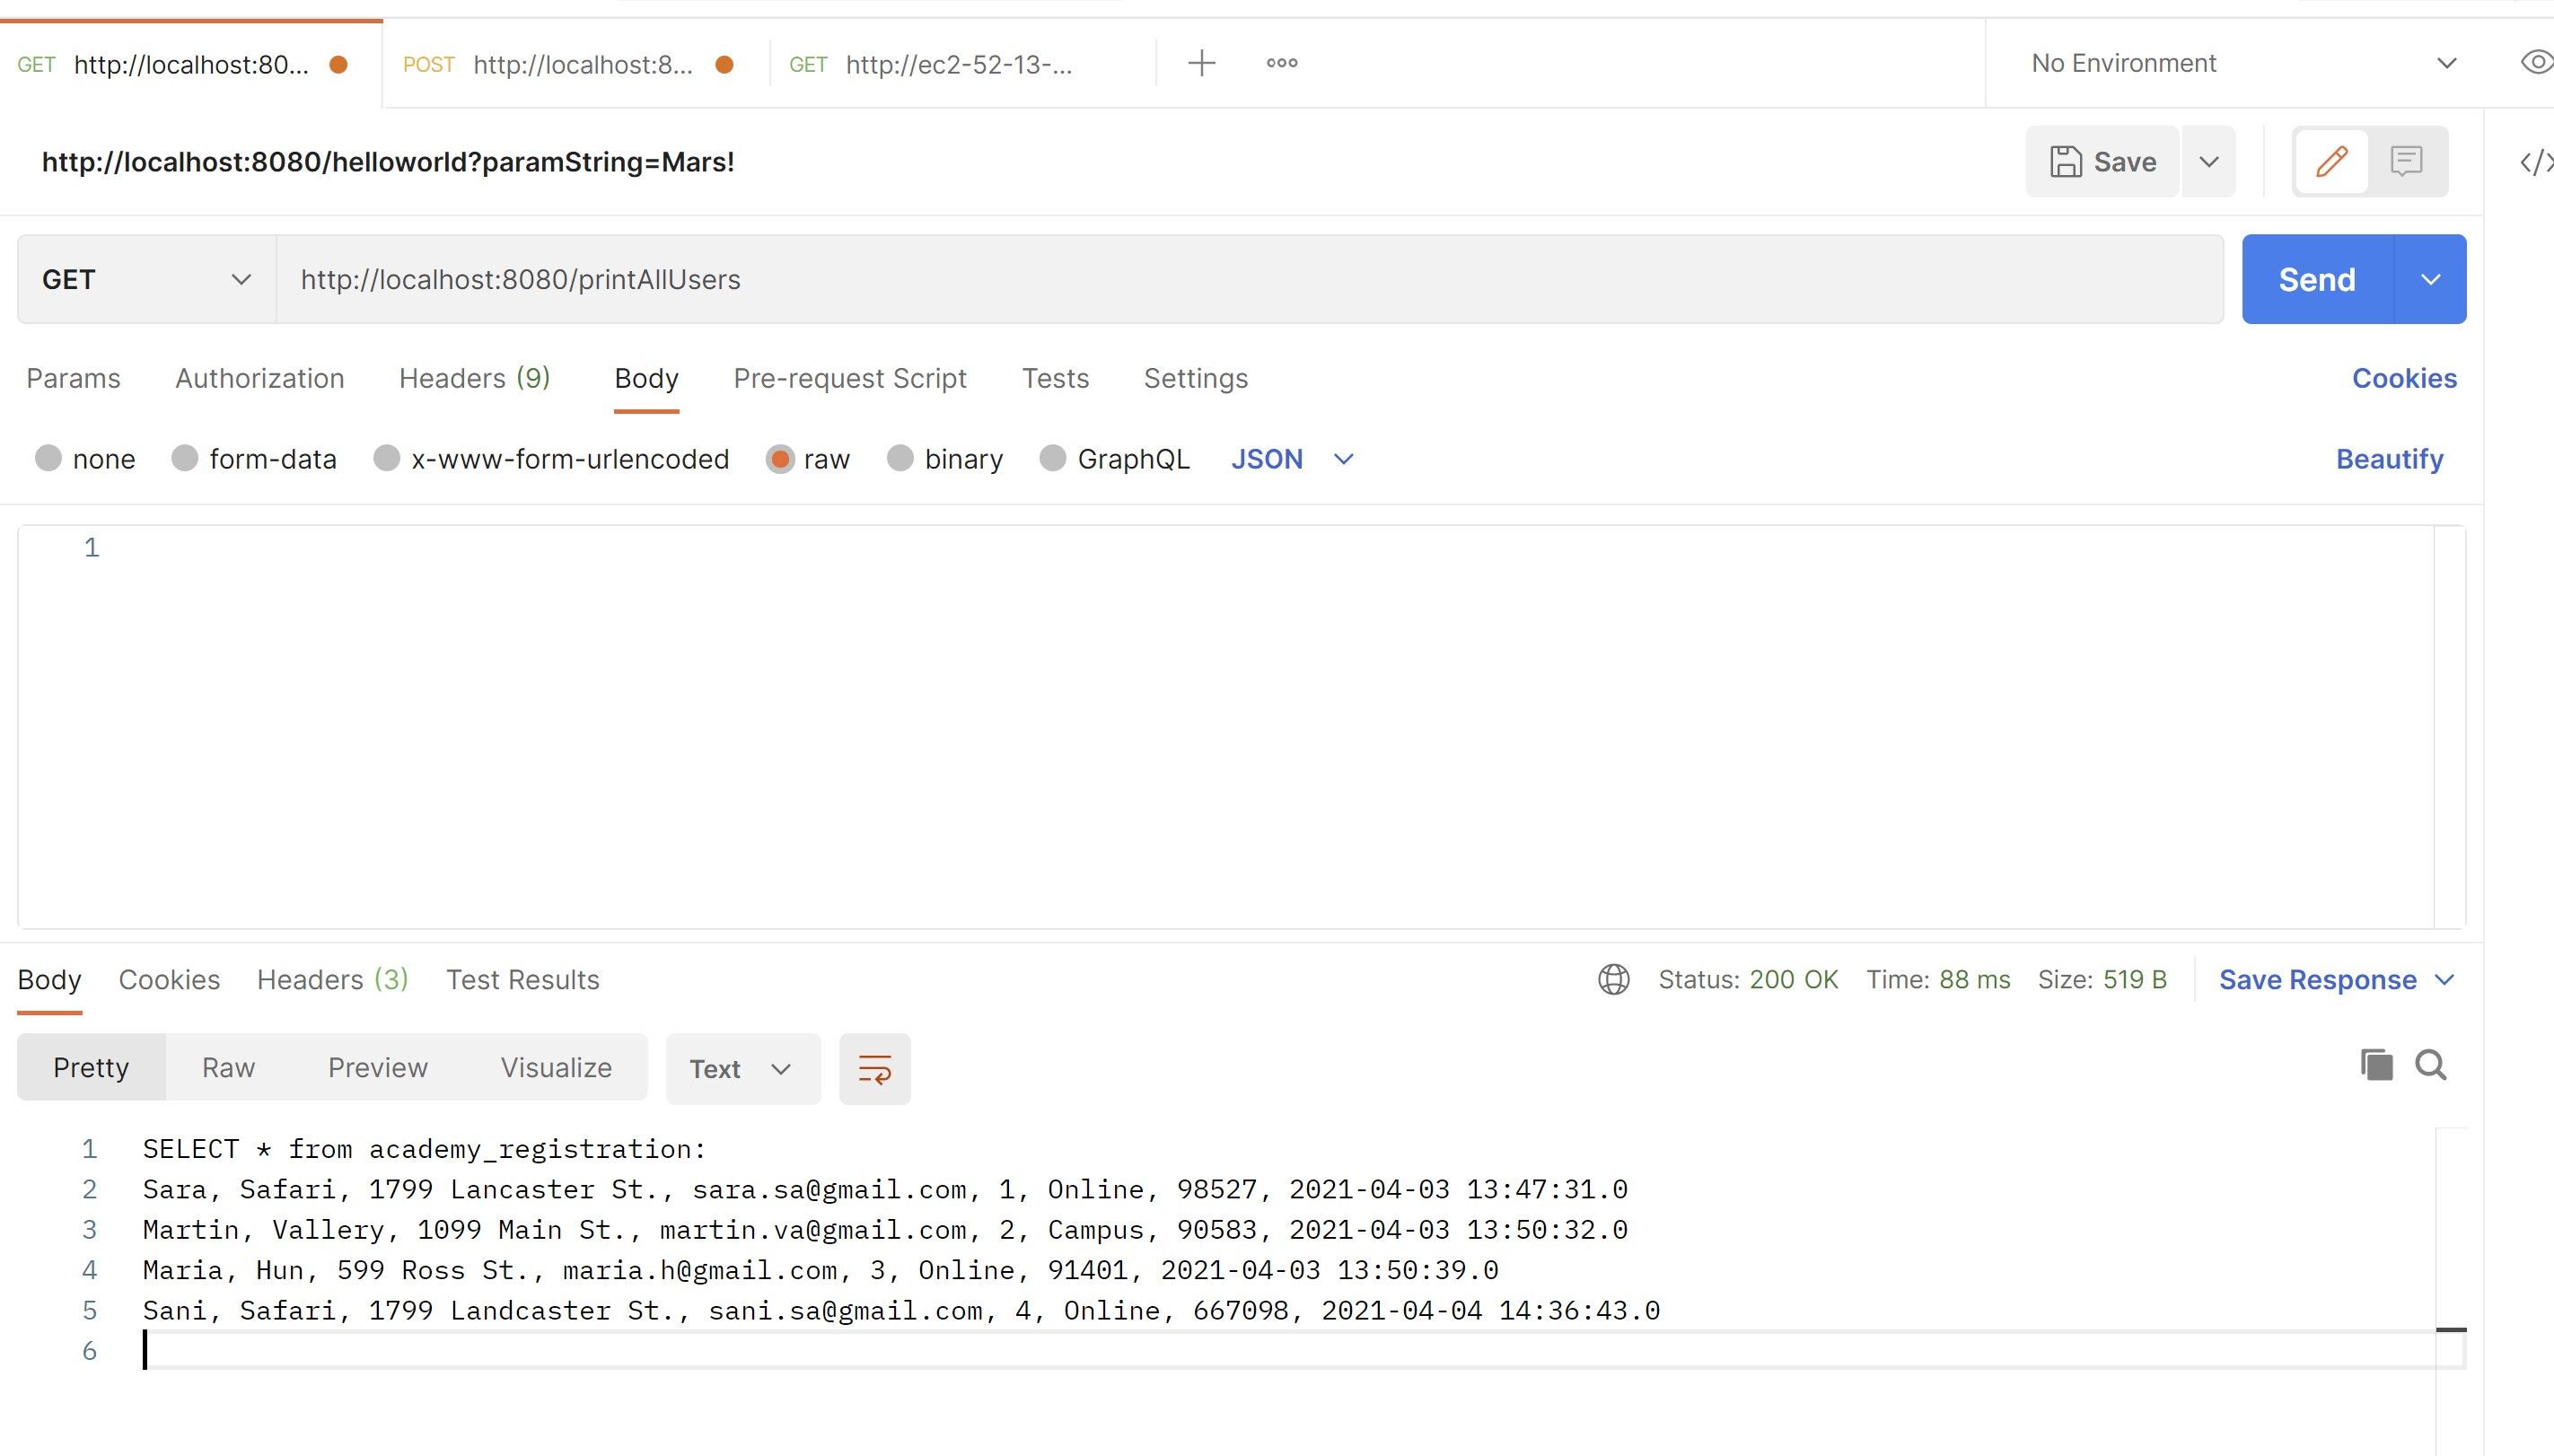 GET http://localhost:80... POST http://localhost:8... GET http://ec2-52-13-... No Environment
http://localhost:8080/helloworld?paramString=Mars! Save
GET http://localhost:8080/printAllUsers Send
Params Authorization Headers (9) Body Pre-request Script Tests Settings Cookies
none form-data x-www-form-urlencoded raw binary GraphQL JSON Beautify
1
Body Cookies Headers (3) Test Results Status: 200 OK Time: 88 ms Size: 519 B Save Response
Pretty Raw Preview Visualize Text
1 SELECT * from academy_registration:
2 Sara, Safari, 1799 Lancaster St., sara.sa@gmail.com, 1, Online, 98527, 2021-04-03 13:47:31.0
3 Martin, Vallery, 1099 Main St., martin.va@gmail.com, 2, Campus, 90583, 2021-04-03 13:50:32.0
4 Maria, Hun, 599 Ross St., maria.h@gmail.com, 3, Online, 91401, 2021-04-03 13:50:39.0
5 Sani, Safari, 1799 Landcaster St., sani.sa@gmail.com, 4, Online, 667098, 2021-04-04 14:36:43.0
6